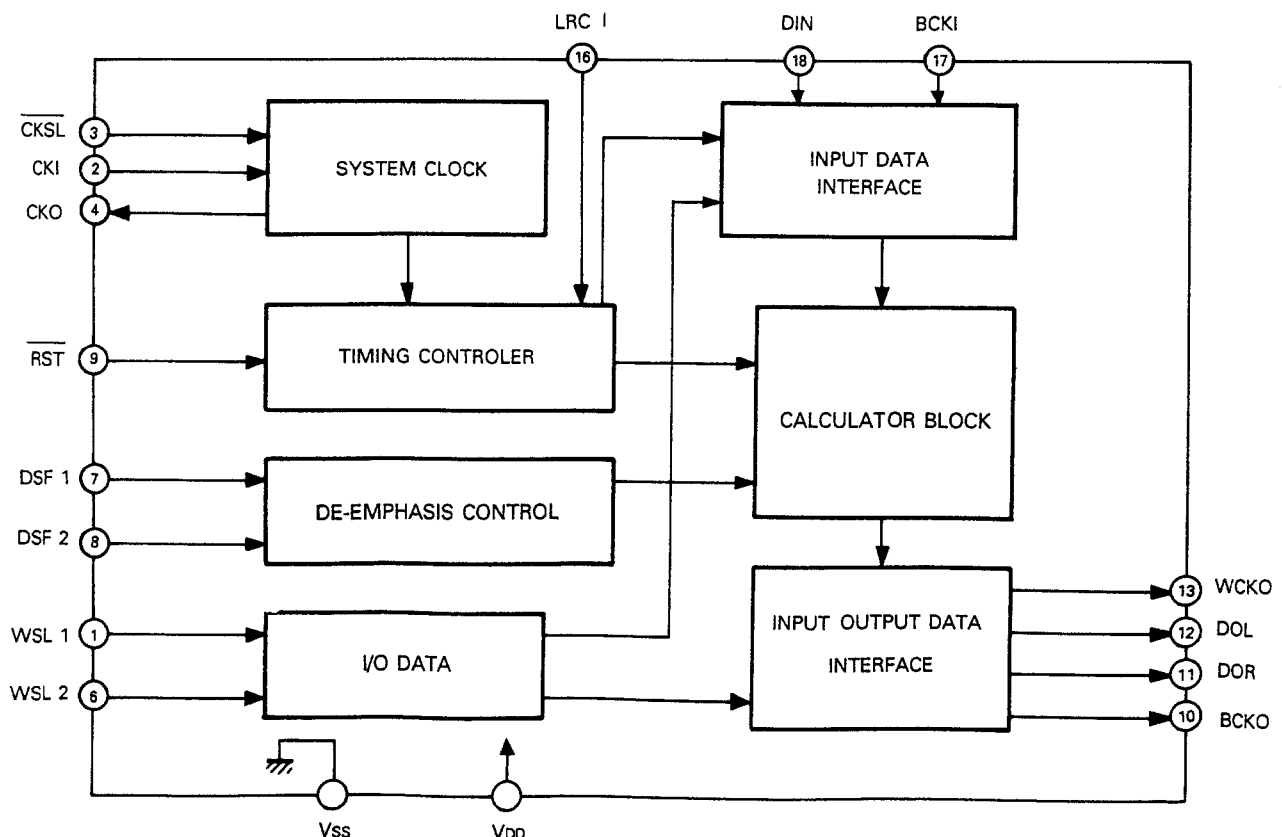 LRC I
DIN
BCKI
16
18
17
CKSL
3
CKI
2
CKO
4
SYSTEM CLOCK
INPUT DATA
INTERFACE
RST
9
TIMING CONTROLER
CALCULATOR BLOCK
DSF 1
7
DSF 2
8
DE-EMPHASIS CONTROL
WSL 1
1
WSL 2
6
I/O DATA
INPUT OUTPUT DATA
INTERFACE
13
WCKO
12
DOL
11
DOR
10
BCKO
VSS
VDD